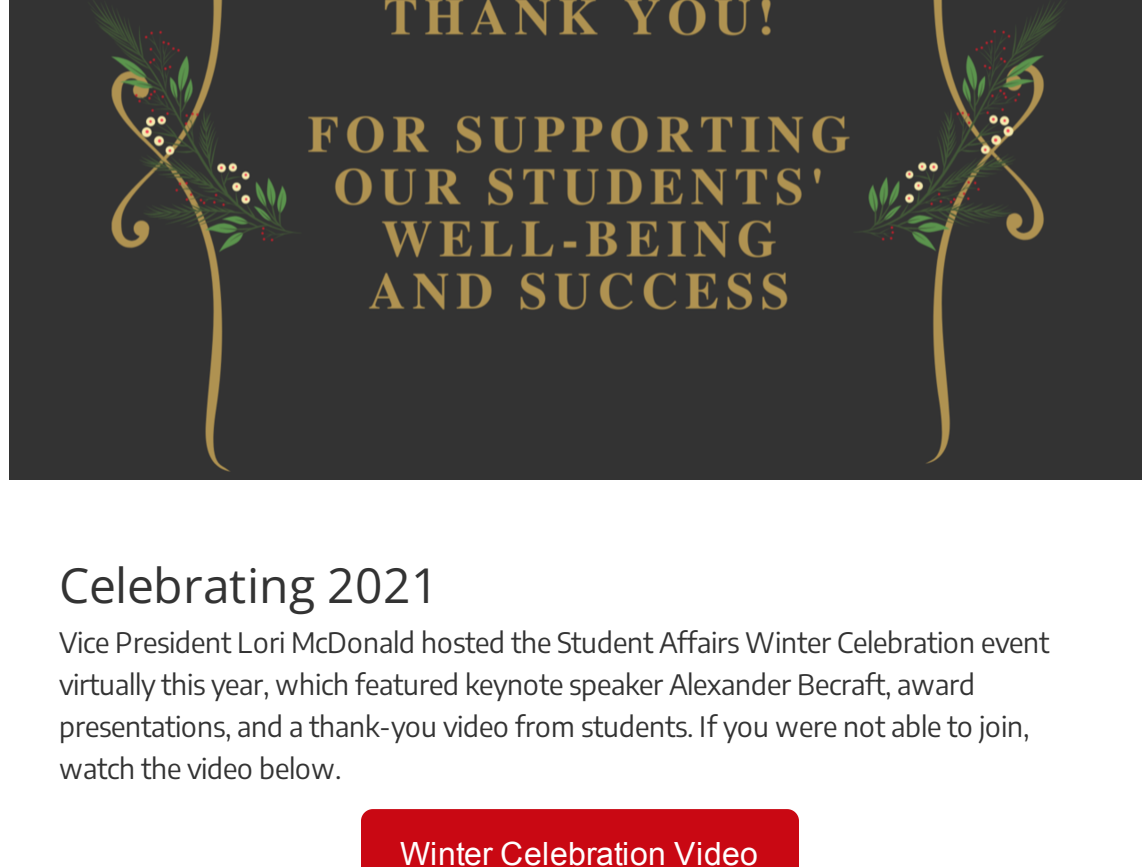 THANK YOU!
FOR SUPPORTING
OUR STUDENTS'
WELL-BEING
AND SUCCESS
Celebrating 2021
Vice President Lori McDonald hosted the Student Affairs Winter Celebration event
virtually this year, which featured keynote speaker Alexander Becraft, award
presentations, and a thank-you video from students. If you were not able to join,
watch the video below.
Winter Celebration Video